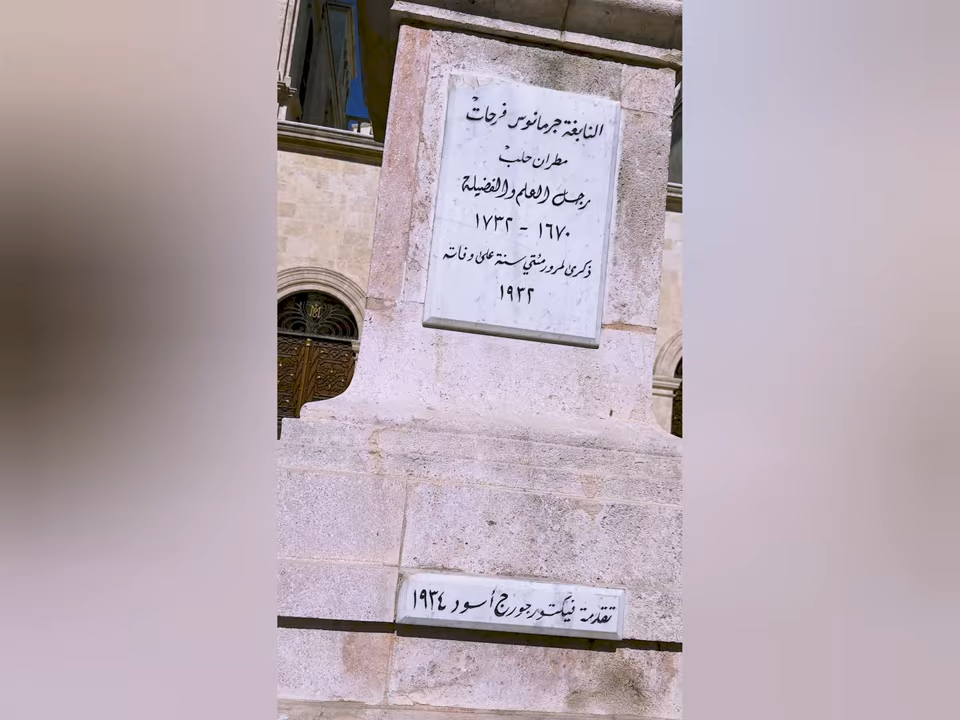 النابغة جرمانوس فرحات
مطران حلب
رجل العلم والفضيلة
١٦٧٠ - ١٧٣٢
ذكرى لمرور مئتي سنة على وفاته
١٩٣٢
تقدمة فيكتور جورج أسود ١٩٣٤